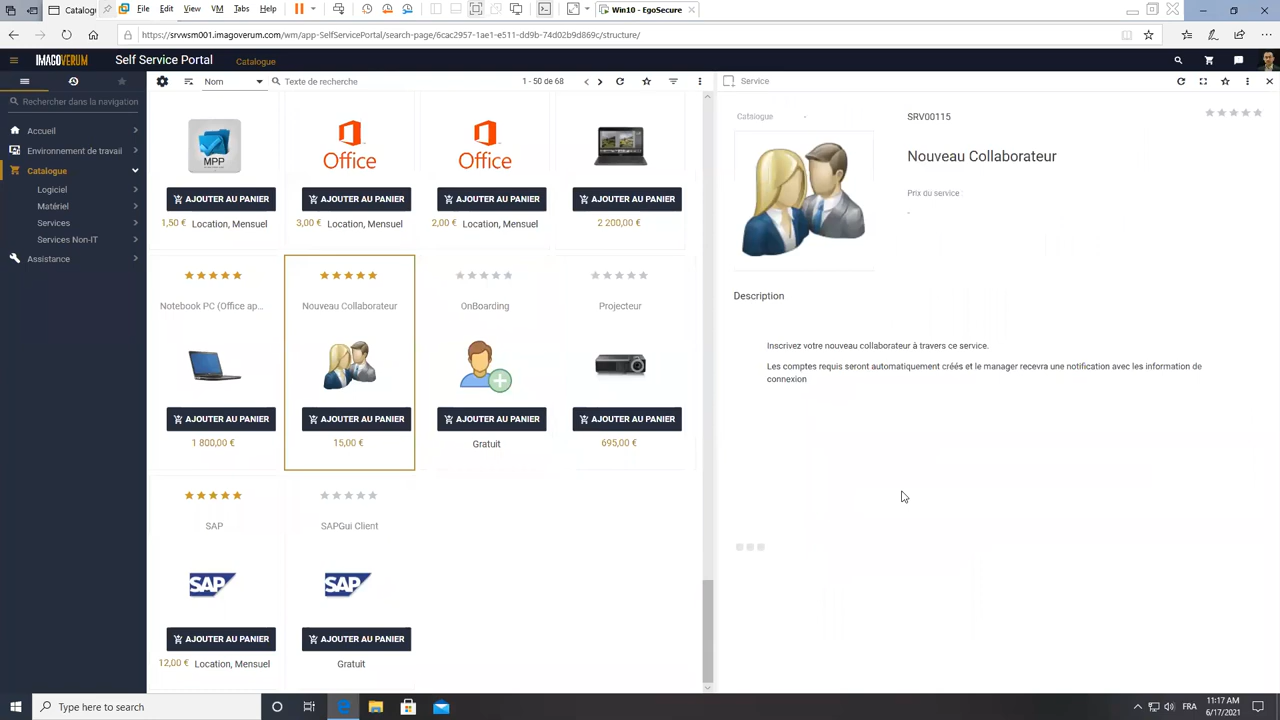 Catalogu
File
Edit
View
VM
Tabs
Help
Win10 - EgoSecure
https://srvwsm001.imagoverum.com/wm/app-SelfServicePortal/search-page/6cac2957-1ae1-e511-dd9b-74d02b9d869c/structure/
IMAGOVERUM
Self Service Portal
Catalogue
Nom
Texte de recherche
1 - 50 de 68
Service
Rechercher dans la navigation
Accueil
Environnement de travail
Catalogue
Logiciel
Matériel
Services
Services Non-IT
Assistance
MPP
Office
Office
AJOUTER AU PANIER
AJOUTER AU PANIER
AJOUTER AU PANIER
AJOUTER AU PANIER
1,50 € Location, Mensuel
3,00 € Location, Mensuel
2,00 € Location, Mensuel
2 200,00 €
Notebook PC (Office ap...
Nouveau Collaborateur
OnBoarding
Projecteur
AJOUTER AU PANIER
AJOUTER AU PANIER
AJOUTER AU PANIER
AJOUTER AU PANIER
1 800,00 €
15,00 €
Gratuit
695,00 €
SAP
SAPGui Client
SAP
SAP
AJOUTER AU PANIER
AJOUTER AU PANIER
12,00 € Location, Mensuel
Gratuit
Catalogue -
SRV00115
Nouveau Collaborateur
Prix du service
-
Description
Inscrivez votre nouveau collaborateur à travers ce service.
Les comptes requis seront automatiquement créés et le manager recevra une notification avec les information de
connexion
Type here to search
FRA
11:17 AM
6/17/2021